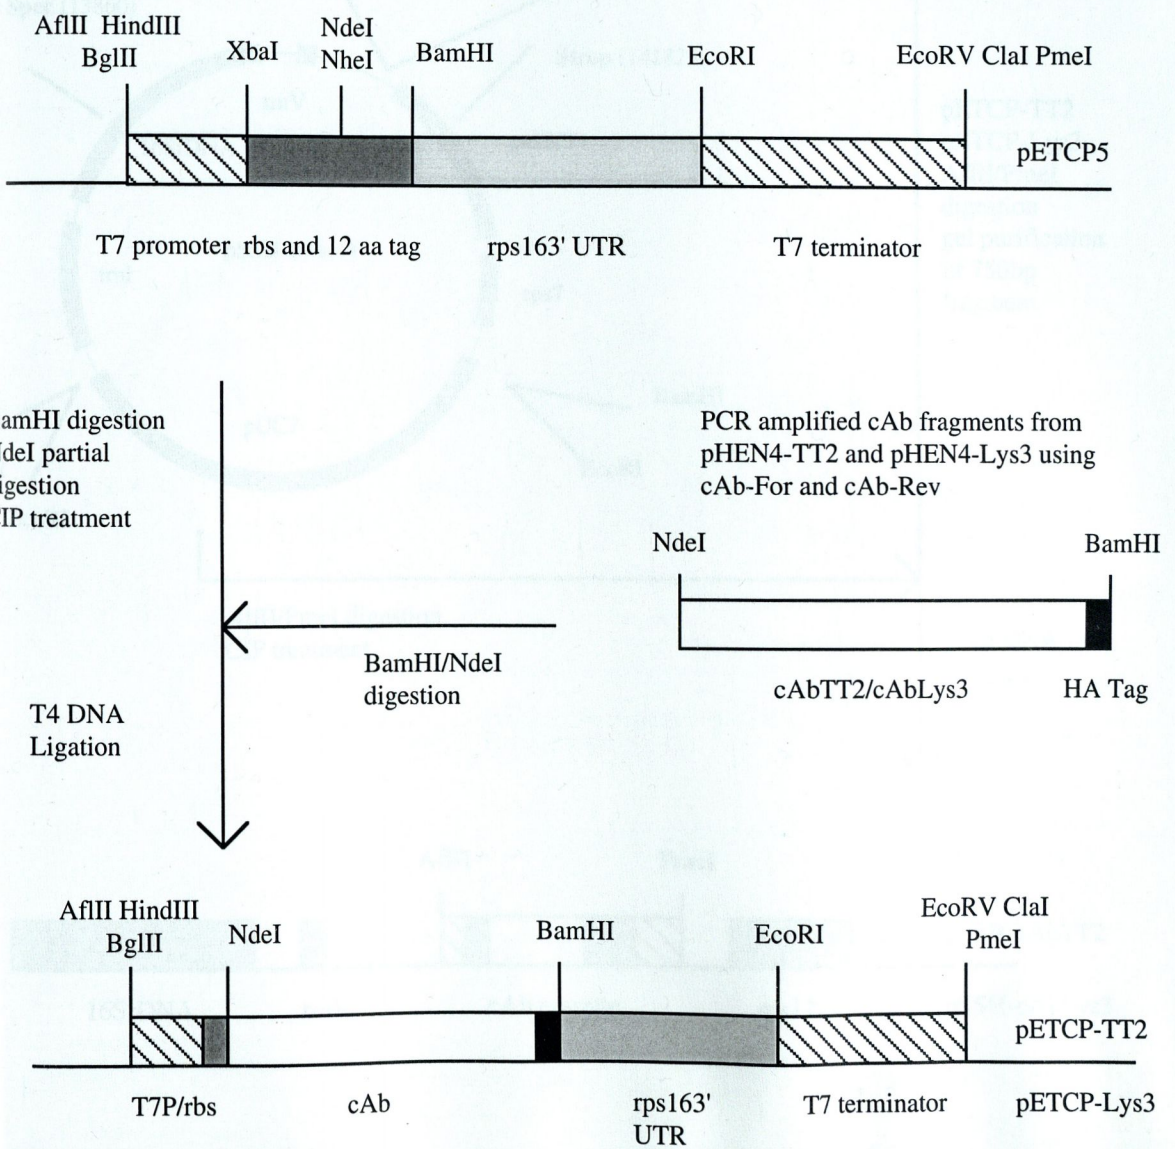 AflII HindIII
BglII
XbaI
NdeI
NheI
BamHI
EcoRI
EcoRV ClaI PmeI
pETCP5
T7 promoter rbs and 12 aa tag
rps163' UTR
T7 terminator
amHI digestion
deI partial
igestion
IP treatment
PCR amplified cAb fragments from
pHEN4-TT2 and pHEN4-Lys3 using
cAb-For and cAb-Rev
NdeI
BamHI
BamHI/NdeI
digestion
cAbTT2/cAbLys3
HA Tag
T4 DNA
Ligation
AflII HindIII
BglII
NdeI
BamHI
EcoRI
EcoRV ClaI
PmeI
pETCP-TT2
T7P/rbs
cAb
rps163'
UTR
T7 terminator
pETCP-Lys3